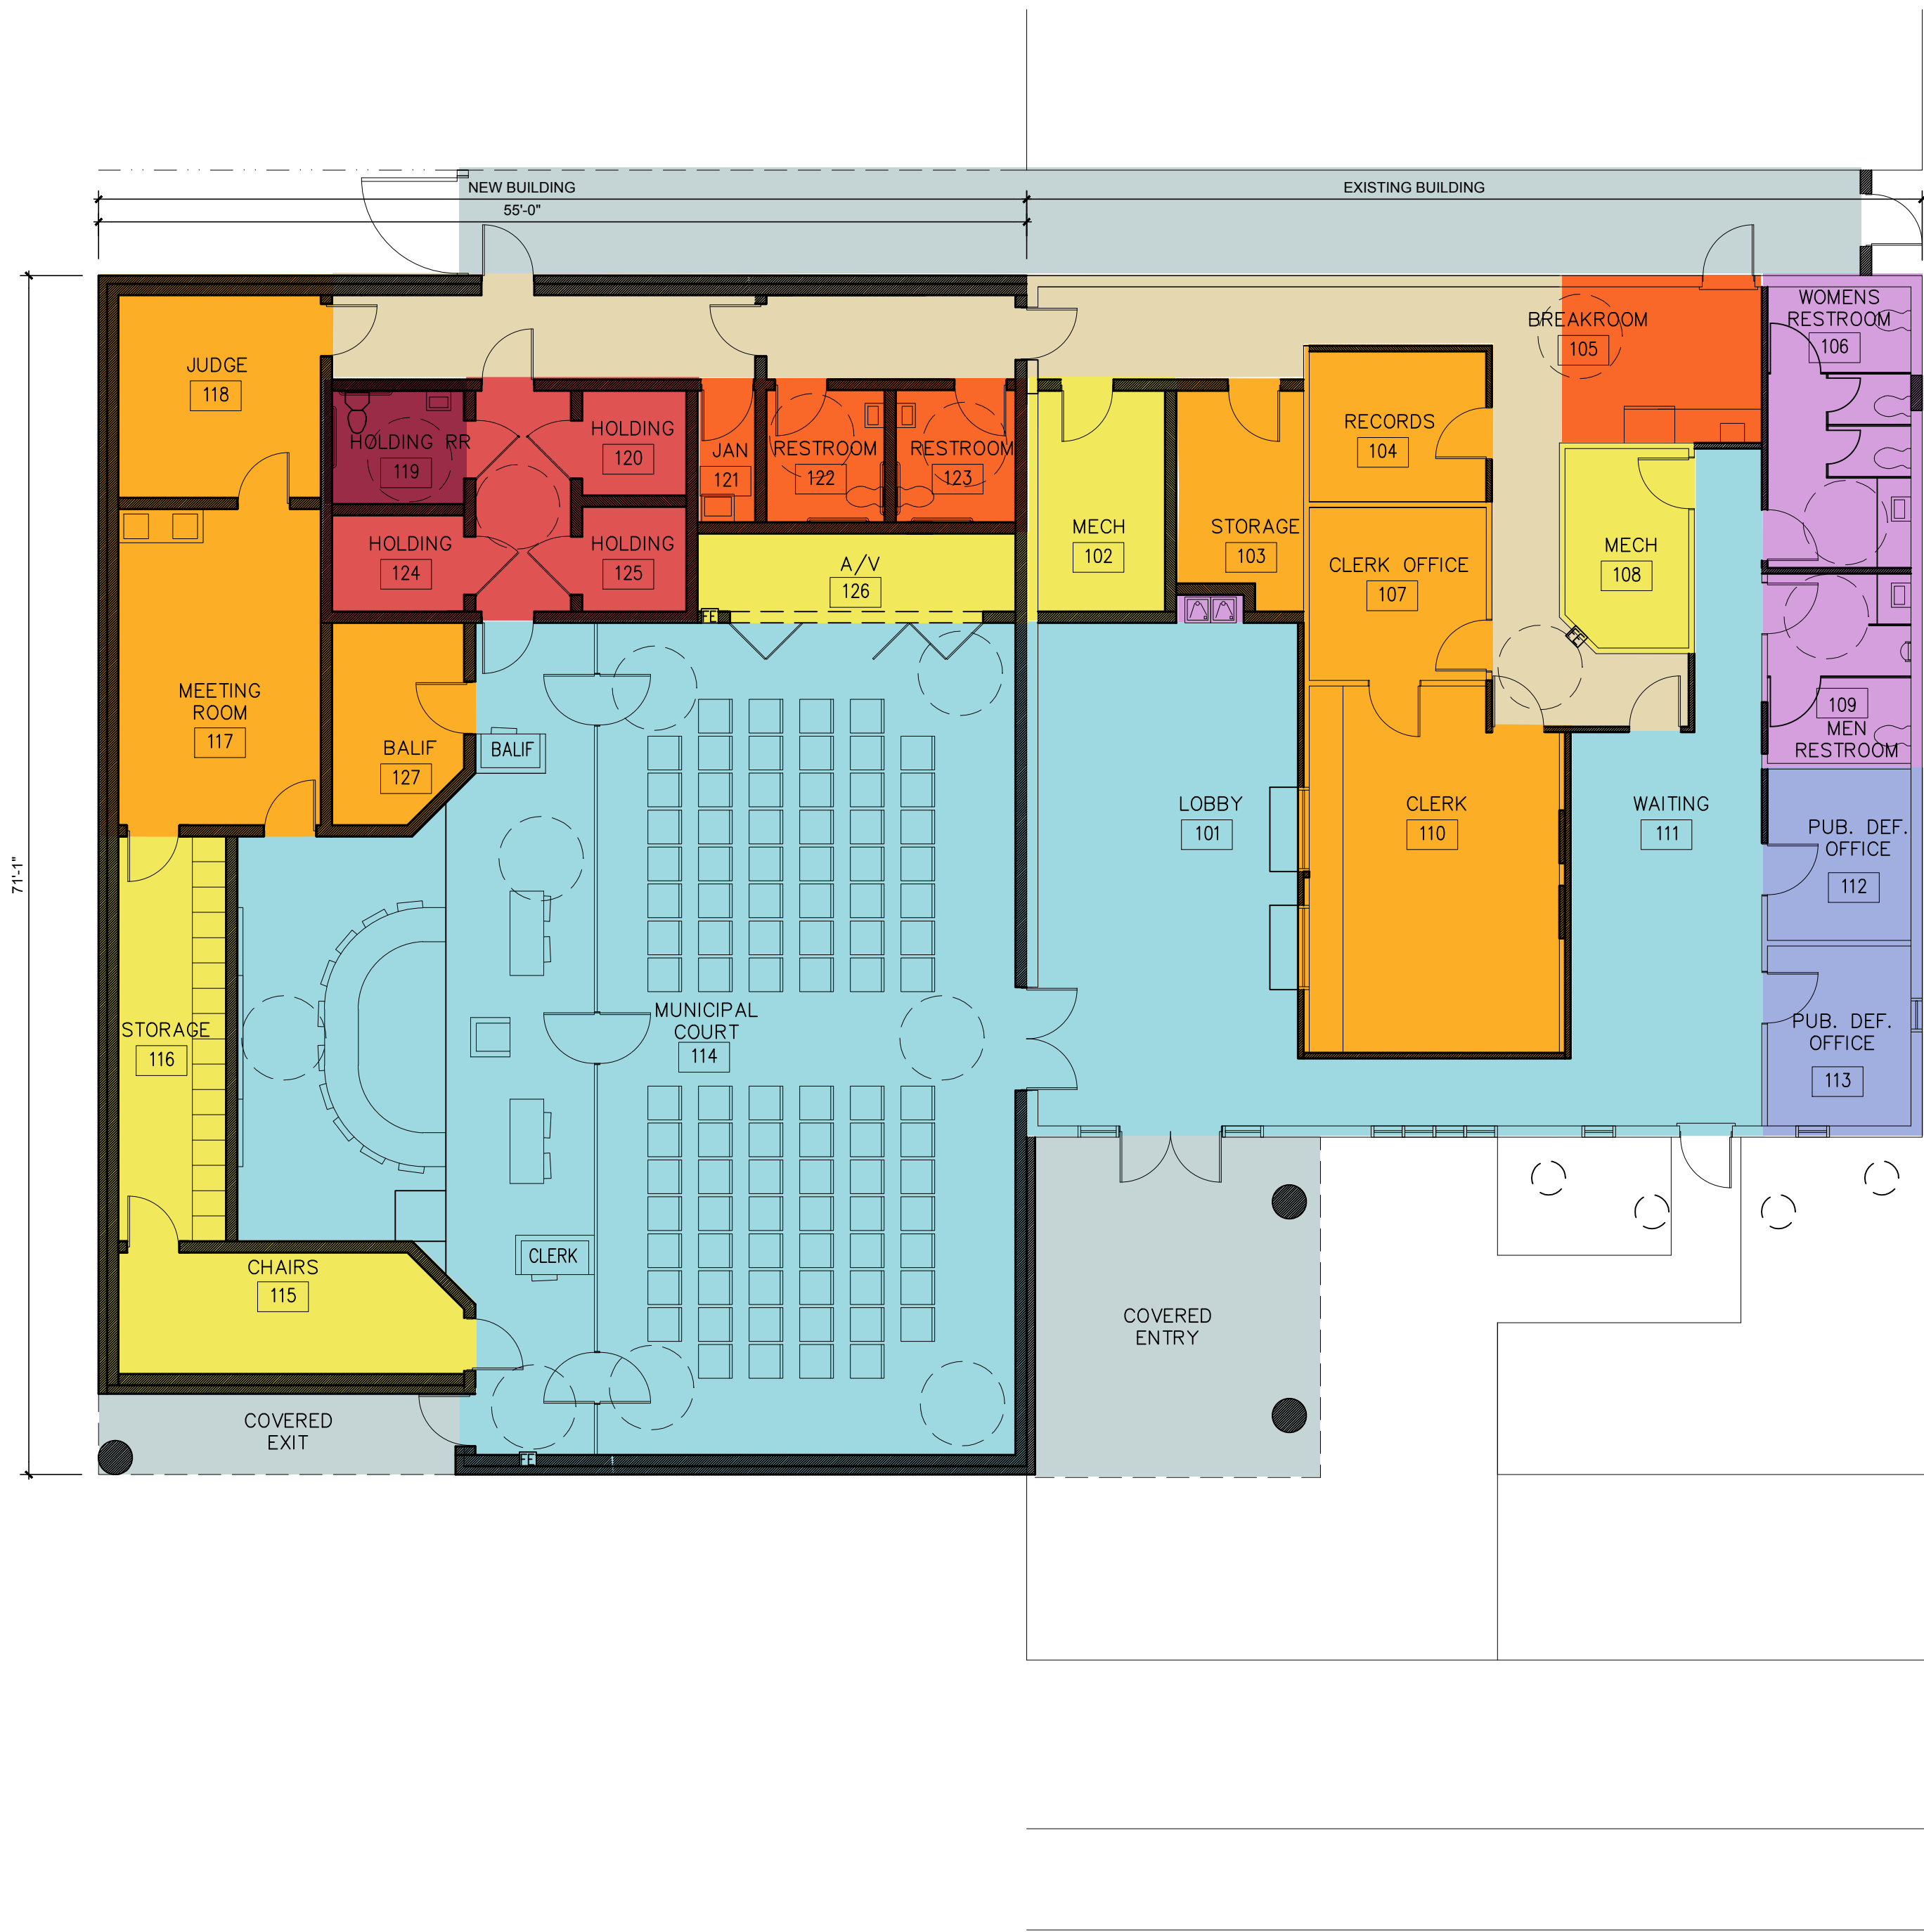 NEW BUILDING
EXISTING BUILDING
55'-0"
71'-1"
JUDGE
118
HOLDING RR
119
HOLDING
120
JAN
121
RESTROOM
122
RESTROOM
123
HOLDING
124
HOLDING
125
A/V
126
FE
MECH
102
STORAGE
103
RECORDS
104
BREAKROOM
105
WOMENS
RESTROOM
106
CLERK OFFICE
107
MECH
108
FE
109
MEN
RESTROOM
MEETING
ROOM
117
BALIF
127
BALIF
LOBBY
101
CLERK
110
WAITING
111
PUB. DEF.
OFFICE
112
PUB. DEF.
OFFICE
113
STORAGE
116
MUNICIPAL
COURT
114
CLERK
CHAIRS
115
COVERED
EXIT
FE
COVERED
ENTRY